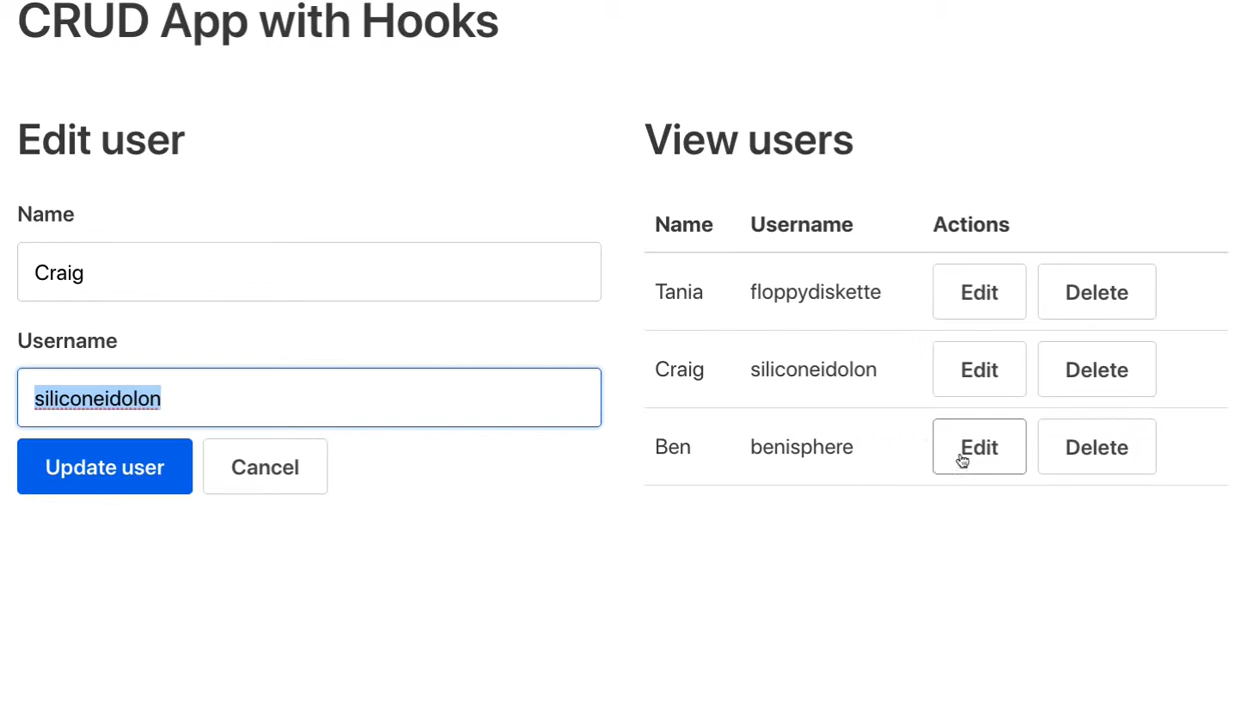 CRUD App with Hooks
Edit user
Name
Craig
Username
siliconeidolon
Update user Cancel
View users
Name Username Actions
Tania floppydiskette Edit Delete
Craig siliconeidolon Edit Delete
Ben benisphere Edit Delete